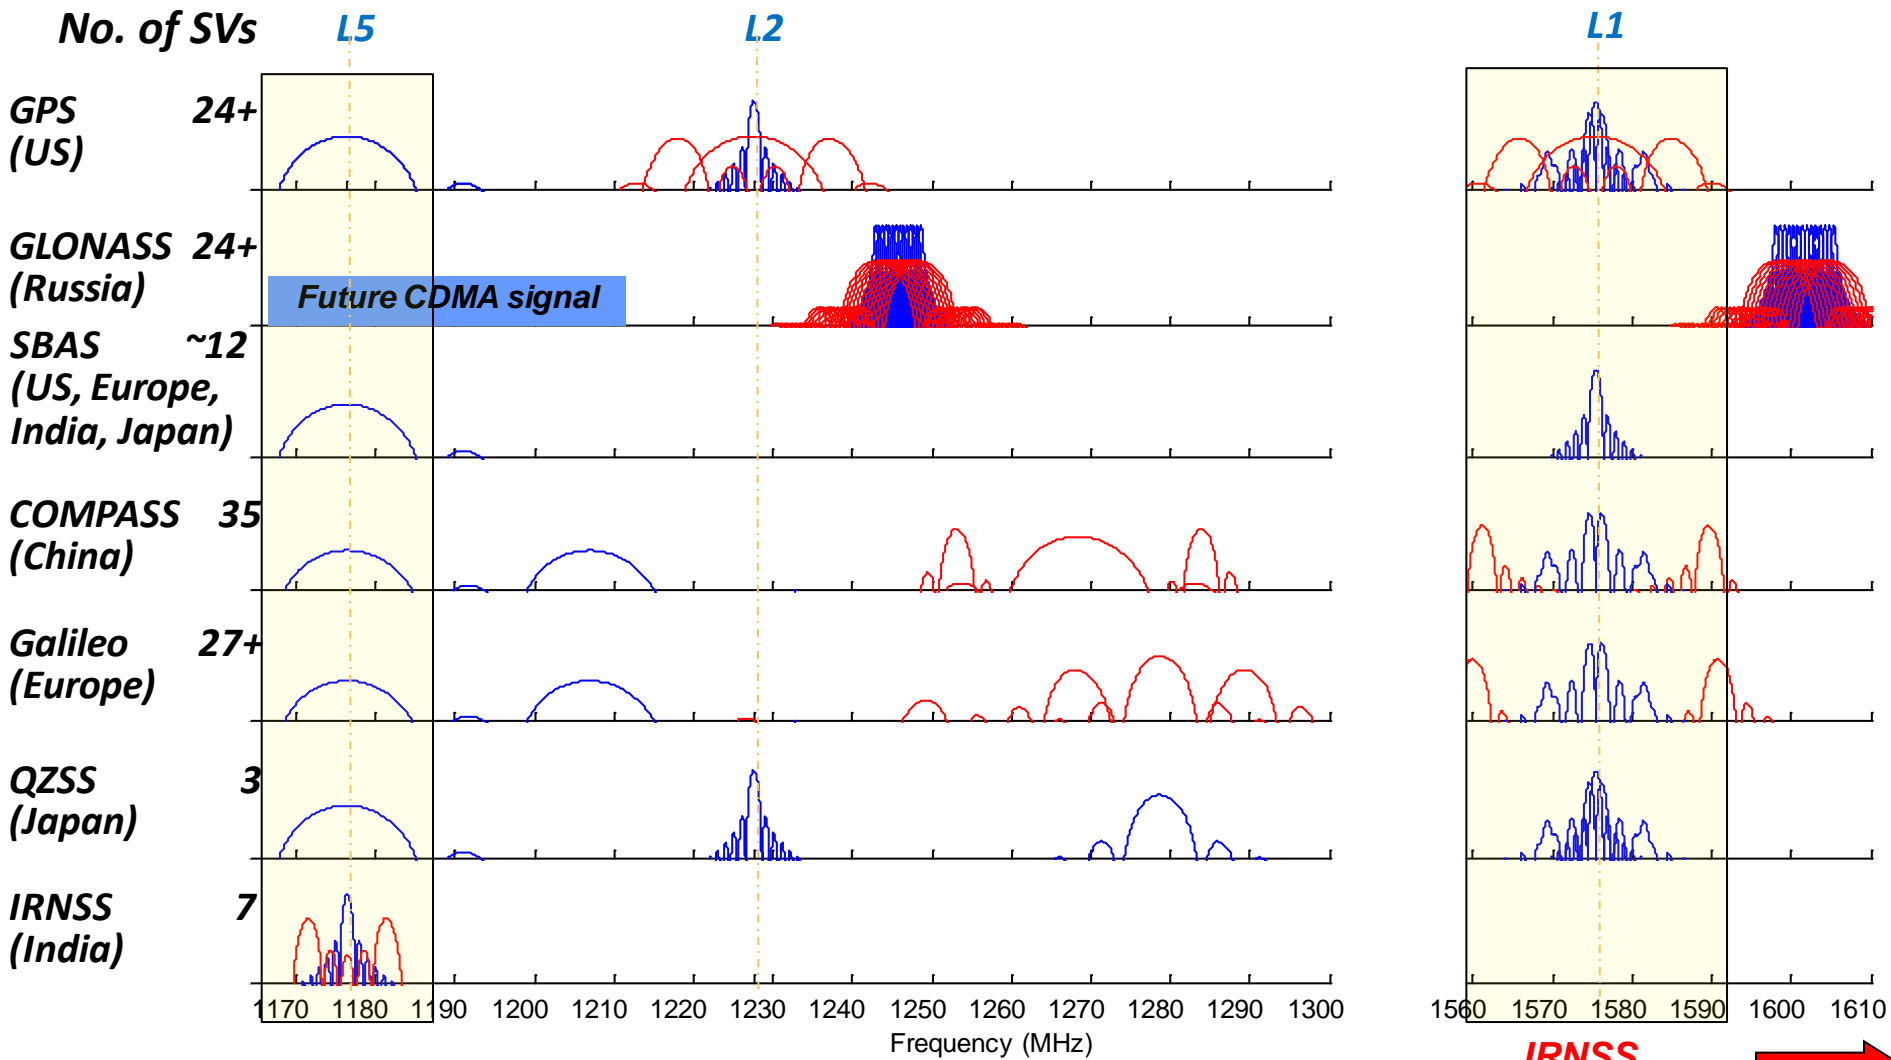 No. of SVs L5 L2 L1
GPS 24+
(US)
GLONASS 24+
(Russia)
Future CDMA signal
SBAS ~12
(US, Europe,
India, Japan)
COMPASS 35
(China)
Galileo 27+
(Europe)
QZSS 3
(Japan)
IRNSS 7
(India)
1170 1180 1190 1200 1210 1220 1230 1240 1250 1260 1270 1280 1290 1300 1560 1570 1580 1590 1600 1610
Frequency (MHz)
IRNSS